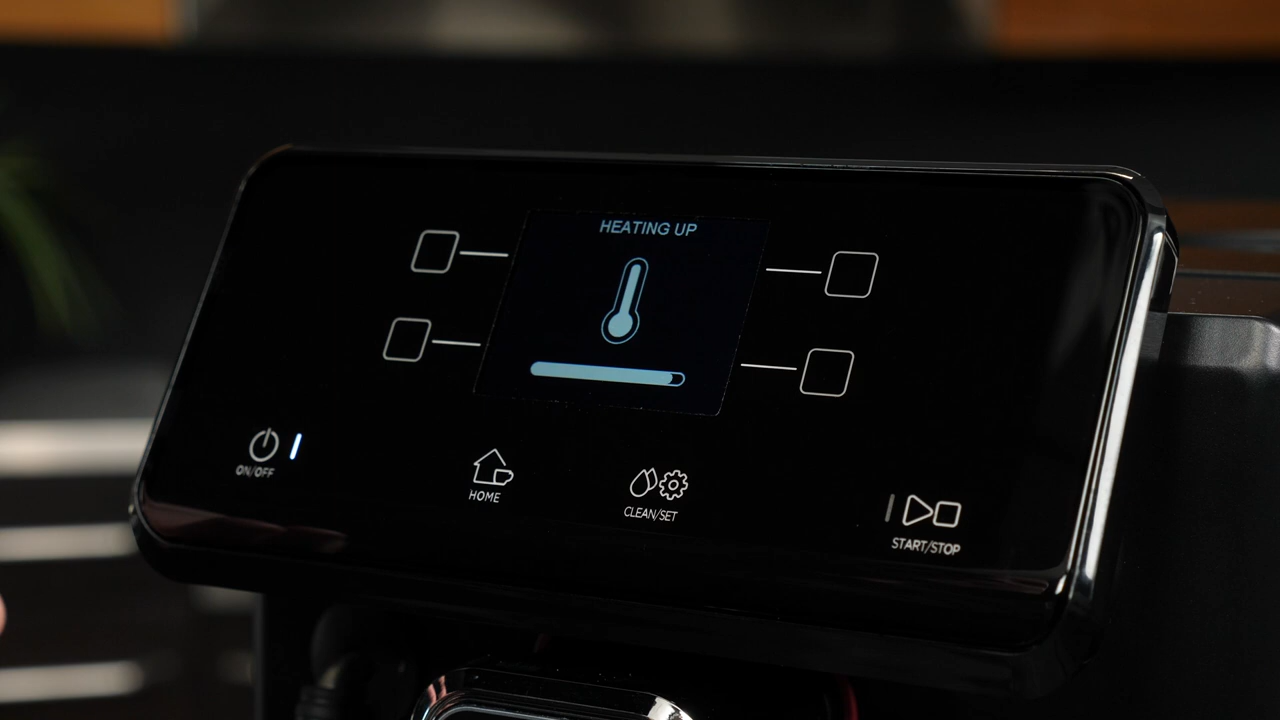 HEATING UP
ON/OFF
HOME
CLEAN/SET
START/STOP